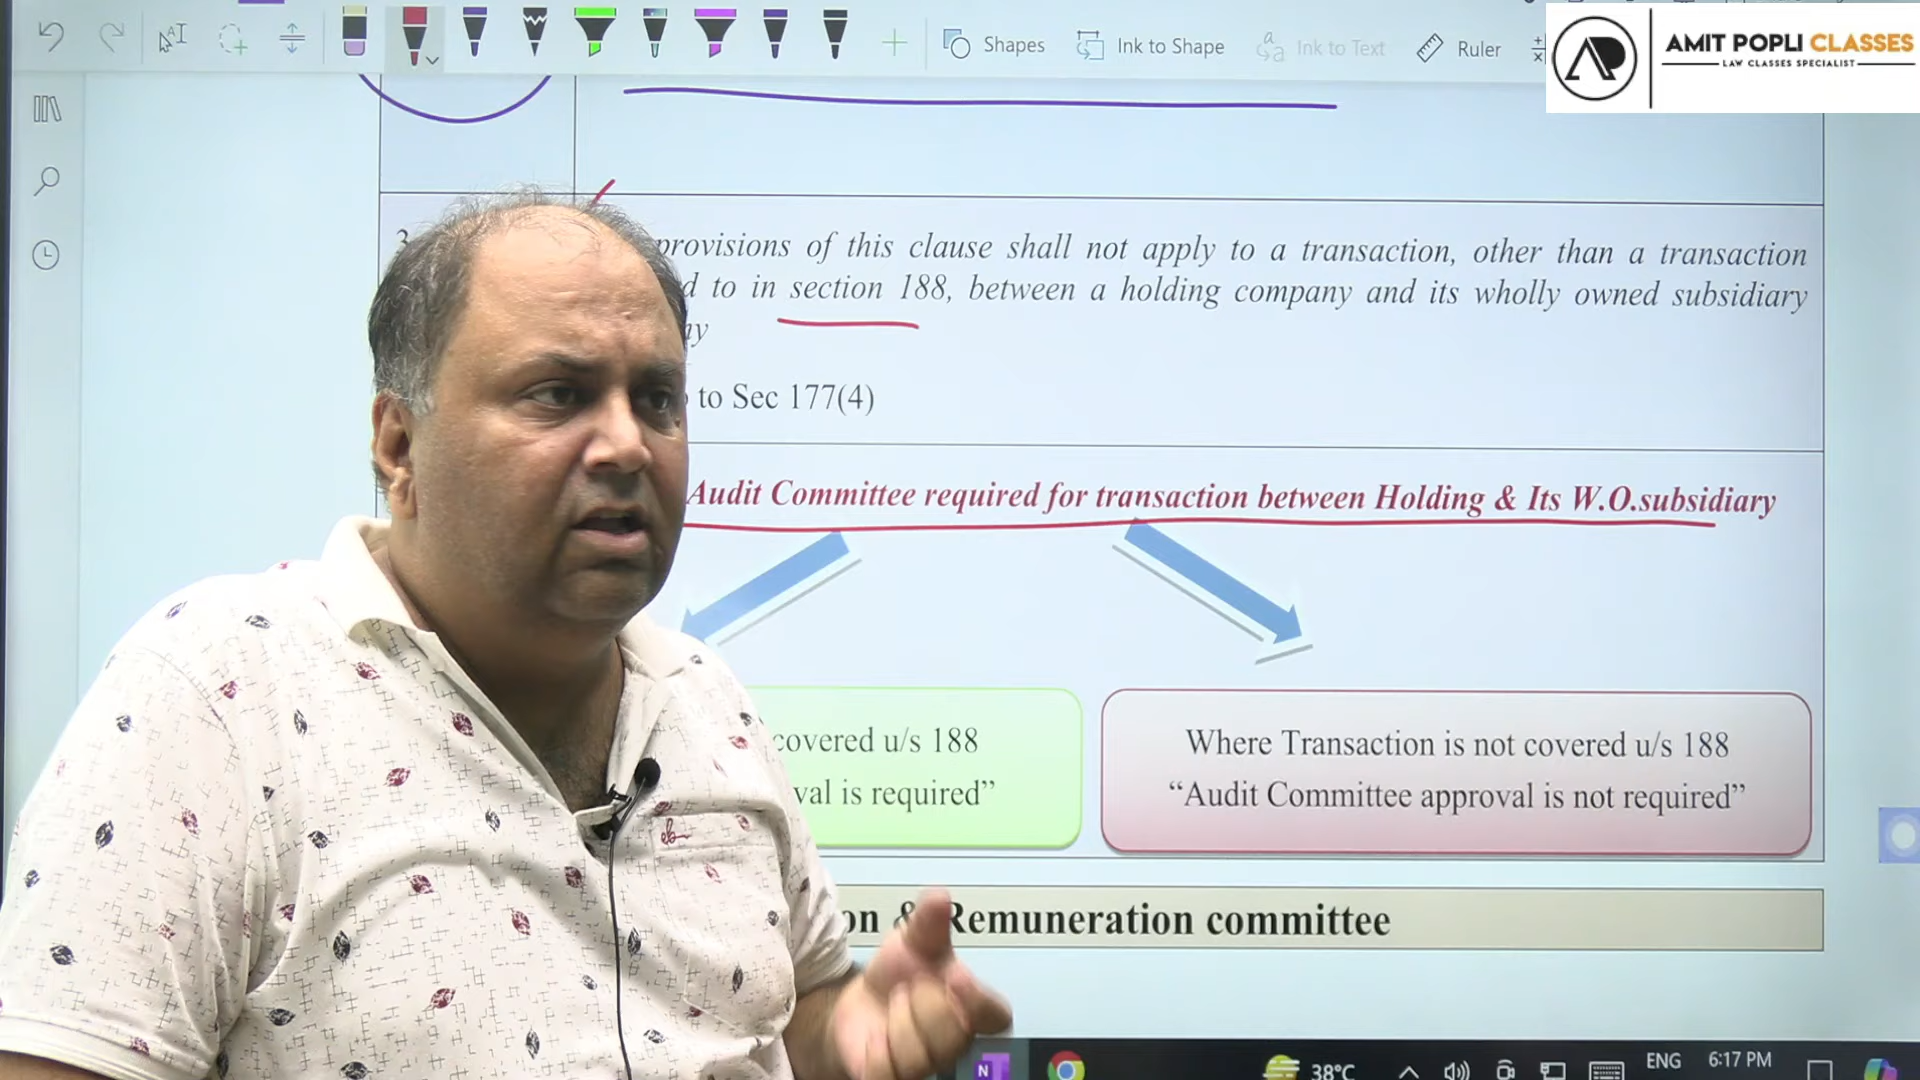 Shapes
Ink to Shape
Ink to Text
Ruler
AMIT POPLI CLASSES
LAW CLASSES SPECIALIST
3
provisions of this clause shall not apply to a transaction, other than a transaction
d to in section 188, between a holding company and its wholly owned subsidiary
ny
to Sec 177(4)
Audit Committee required for transaction between Holding & Its W.O.subsidiary
covered u/s 188
val is required”
Where Transaction is not covered u/s 188
“Audit Committee approval is not required”
on & Remuneration committee
38°C
ENG
6:17 PM